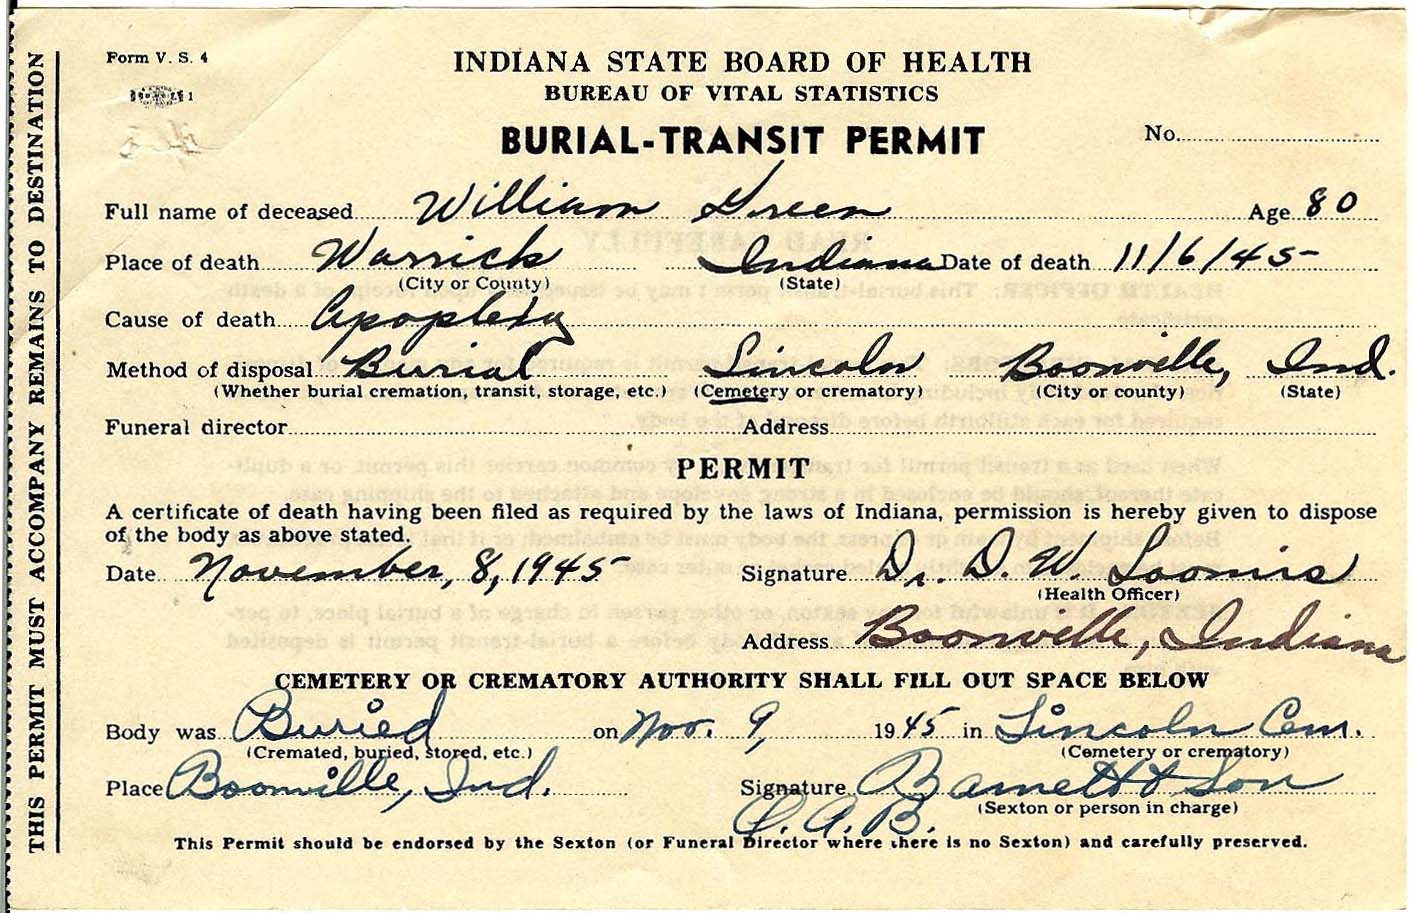 Form V. S. 4
INDIANA STATE BOARD OF HEALTH
BUREAU OF VITAL STATISTICS
BURIAL-TRANSIT PERMIT
No.
Full name of deceased William Green Age 80
Place of death Warrick Indiana Date of death 11/6/45
(City or County) (State)
Cause of death Apoplexy
Method of disposal Burial Lincoln Boonville, Ind.
(Whether burial cremation, transit, storage, etc.) (Cemetery or crematory) (City or county) (State)
Funeral director Address
PERMIT
A certificate of death having been filed as required by the laws of Indiana, permission is hereby given to dispose
of the body as above stated.
Date November, 8, 1945 Signature Dr. D. W. Loomis
(Health Officer)
Address Boonville, Indiana
CEMETERY OR CREMATORY AUTHORITY SHALL FILL OUT SPACE BELOW
Body was Buried on Nov. 9, 1945 in Lincoln Cem.
(Cremated, buried, stored, etc.) (Cemetery or crematory)
Place Boonville, Ind. Signature Barnett & Son
(Sexton or person in charge)
C. A. B.
This Permit should be endorsed by the Sexton (or Funeral Director where there is no Sexton) and carefully preserved.
THIS PERMIT MUST ACCOMPANY REMAINS TO DESTINATION